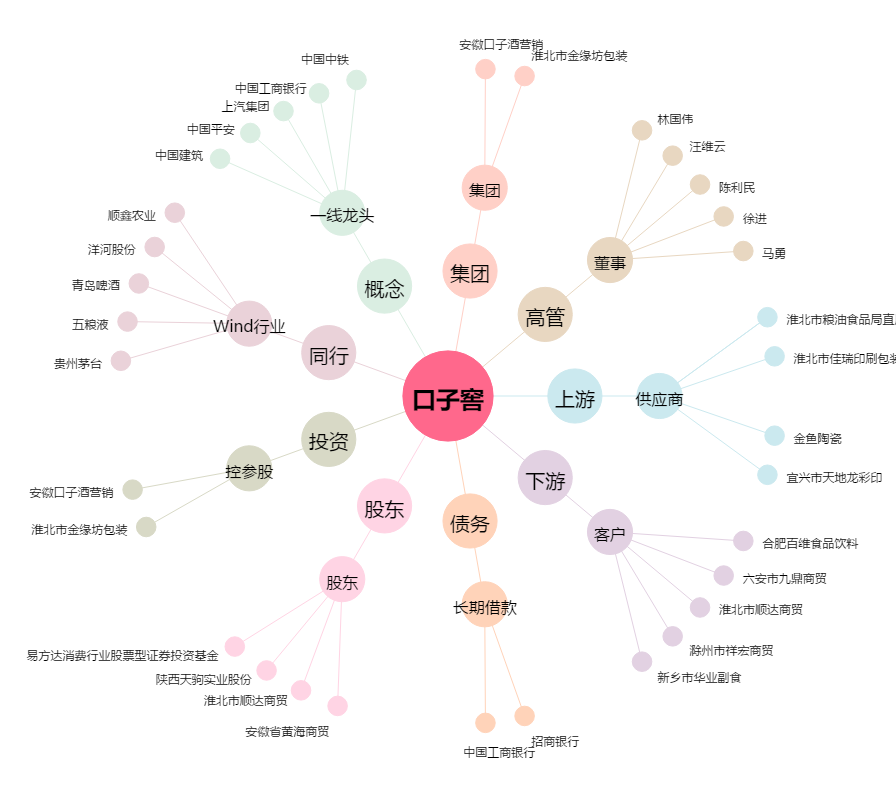 安徽口子酒营销
淮北市金缘坊包装
集团
集团
林国伟
汪维云
陈利民
徐进
马勇
董事
高管
淮北市粮油食品局直
淮北市佳瑞印刷包装
金鱼陶瓷
宜兴市天地龙彩印
供应商
上游
合肥百维食品饮料
六安市九鼎商贸
淮北市顺达商贸
滁州市祥宏商贸
新乡市华业副食
客户
下游
招商银行
中国工商银行
长期借款
债务
安徽省黄海商贸
淮北市顺达商贸
陕西天驹实业股份
易方达消费行业股票型证券投资基金
股东
股东
淮北市金缘坊包装
安徽口子酒营销
控参股
投资
贵州茅台
五粮液
青岛啤酒
洋河股份
顺鑫农业
Wind行业
同行
中国建筑
中国平安
上汽集团
中国工商银行
中国中铁
一线龙头
概念
口子窖